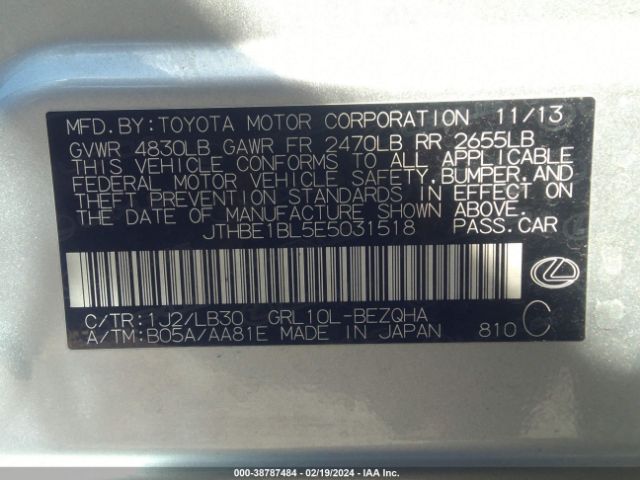 MFD.BY:TOYOTA MOTOR CORPORATION 11/13
GVWR 4830LB GAWR FR 2470LB RR 2655LB
THIS VEHICLE CONFORMS TO ALL APPLICABLE
FEDERAL MOTOR VEHICLE SAFETY,BUMPER,AND
THEFT PREVENTION STANDARDS IN EFFECT ON
THE DATE OF MANUFACTURE SHOWN ABOVE.
JTHBE1BL5E5031518 PASS.CAR
C/TR:1J2/LB30 GRL10L-BEZQHA
A/TM:B05A/AA81E MADE IN JAPAN 810 C
000-38787484 - 02/19/2024 - IAA Inc.